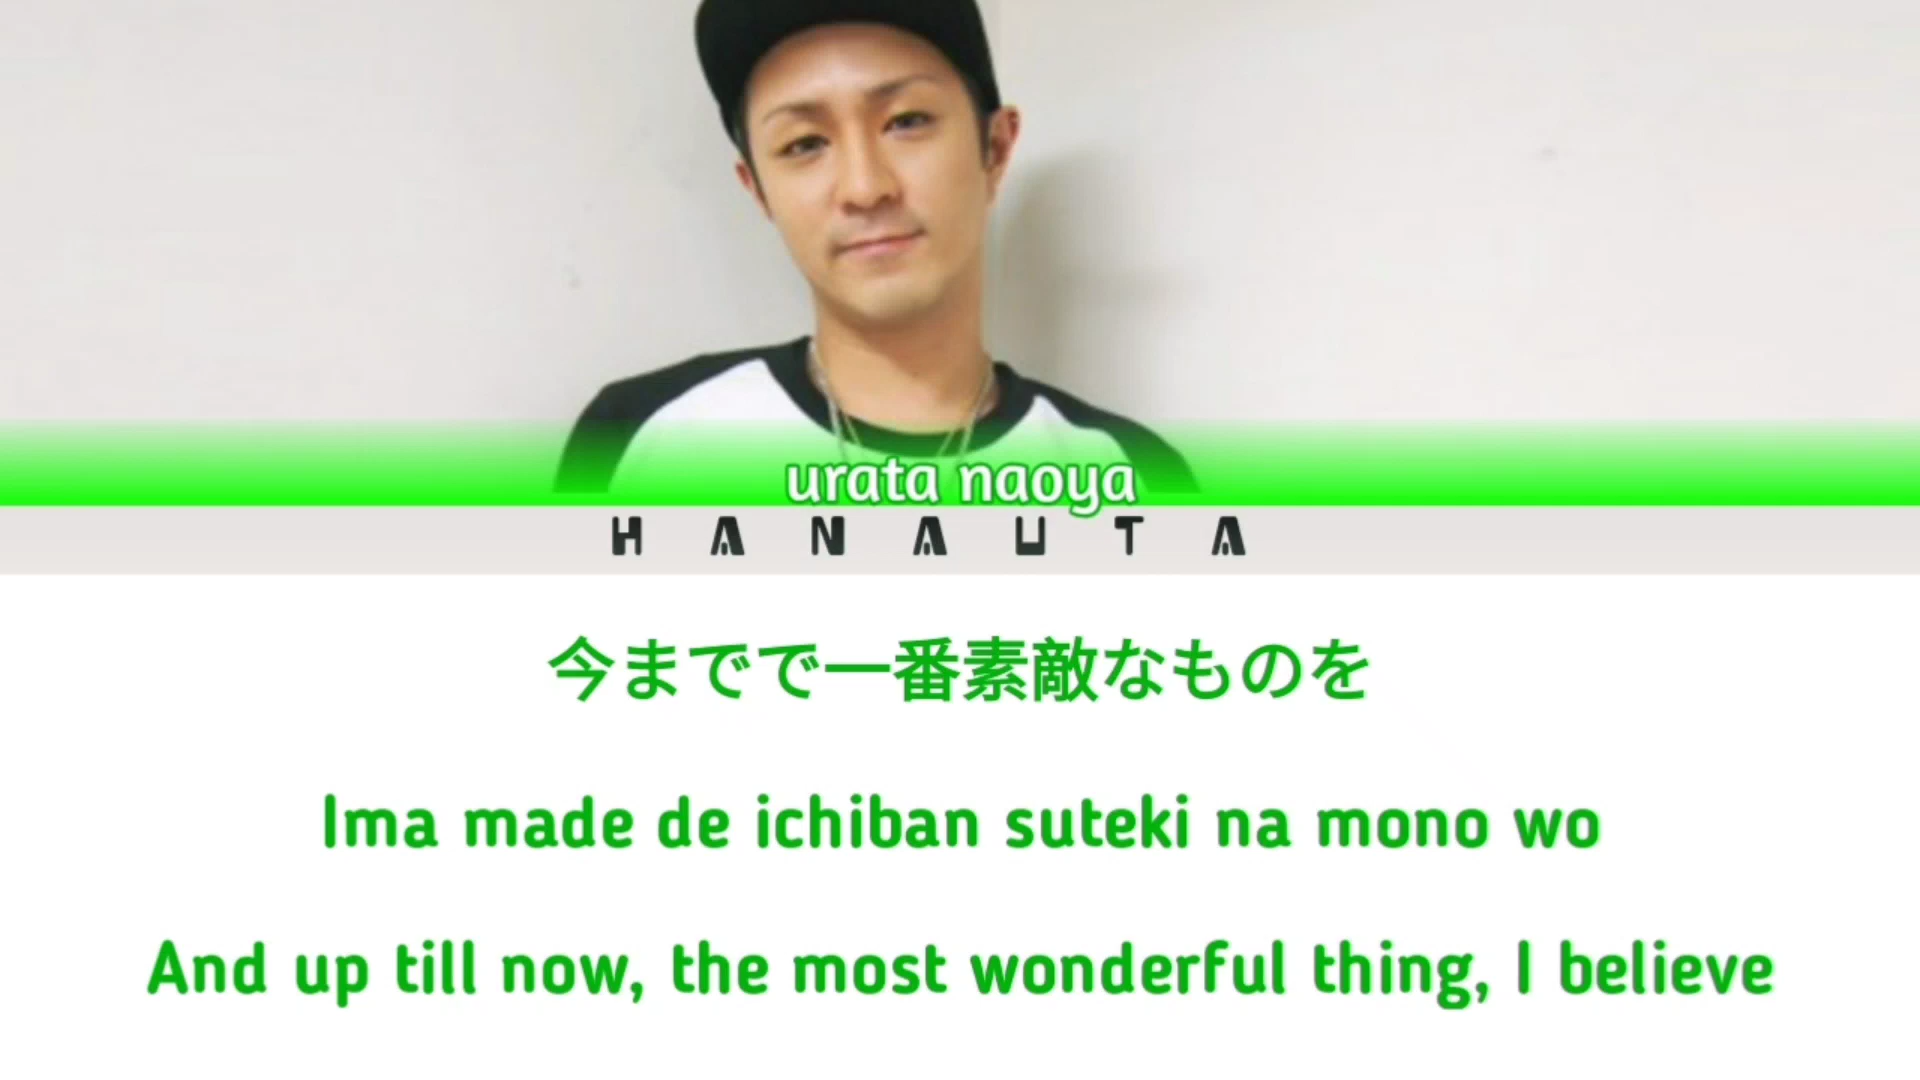 urata naoya
HANAUTA
今までで一番素敵なものを
Ima made de ichiban suteki na mono wo
And up till now, the most wonderful thing, I believe